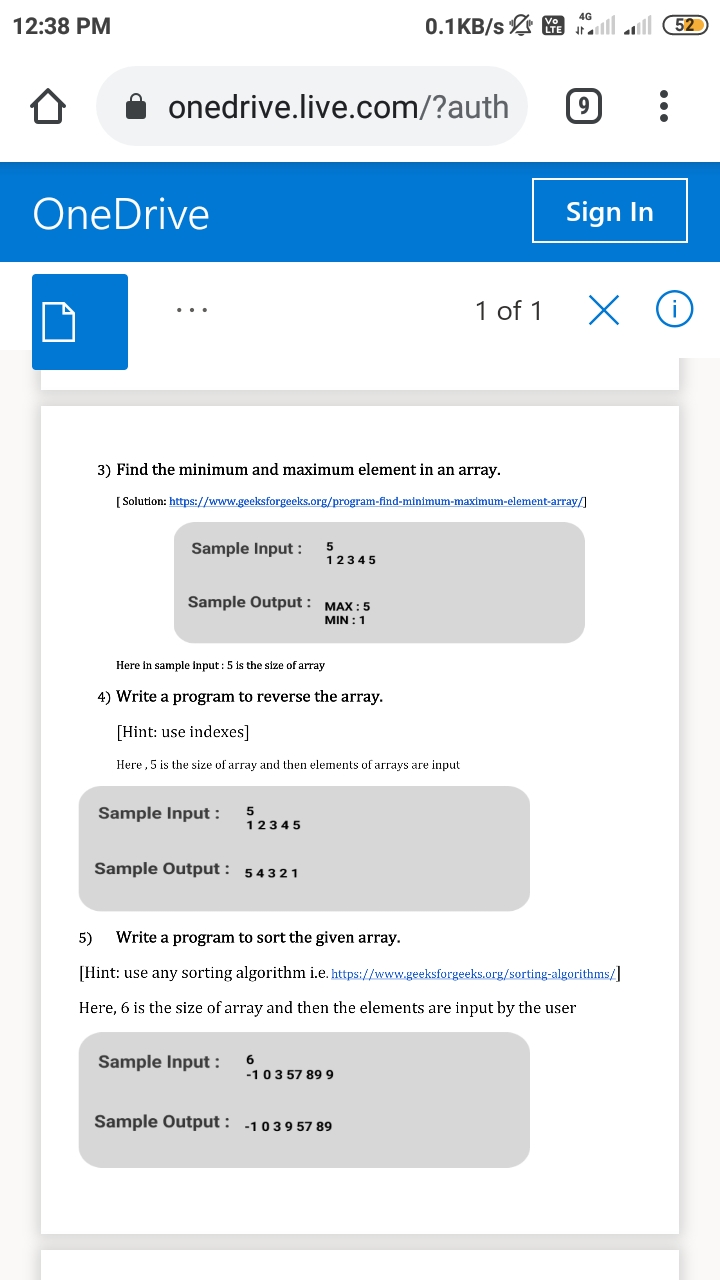 12:38 PM
0.1KB/s Vo LTE 4G 52
onedrive.live.com/?auth
9
OneDrive
Sign In
...
1 of 1
3) Find the minimum and maximum element in an array.
[ Solution: https://www.geeksforgeeks.org/program-find-minimum-maximum-element-array/]
Sample Input : 5
1 2 3 4 5
Sample Output : MAX : 5
MIN : 1
Here in sample input : 5 is the size of array
4) Write a program to reverse the array.
[Hint: use indexes]
Here , 5 is the size of array and then elements of arrays are input
Sample Input : 5
1 2 3 4 5
Sample Output : 5 4 3 2 1
5) Write a program to sort the given array.
[Hint: use any sorting algorithm i.e. https://www.geeksforgeeks.org/sorting-algorithms/]
Here, 6 is the size of array and then the elements are input by the user
Sample Input : 6
-1 0 3 57 89 9
Sample Output : -1 0 3 9 57 89